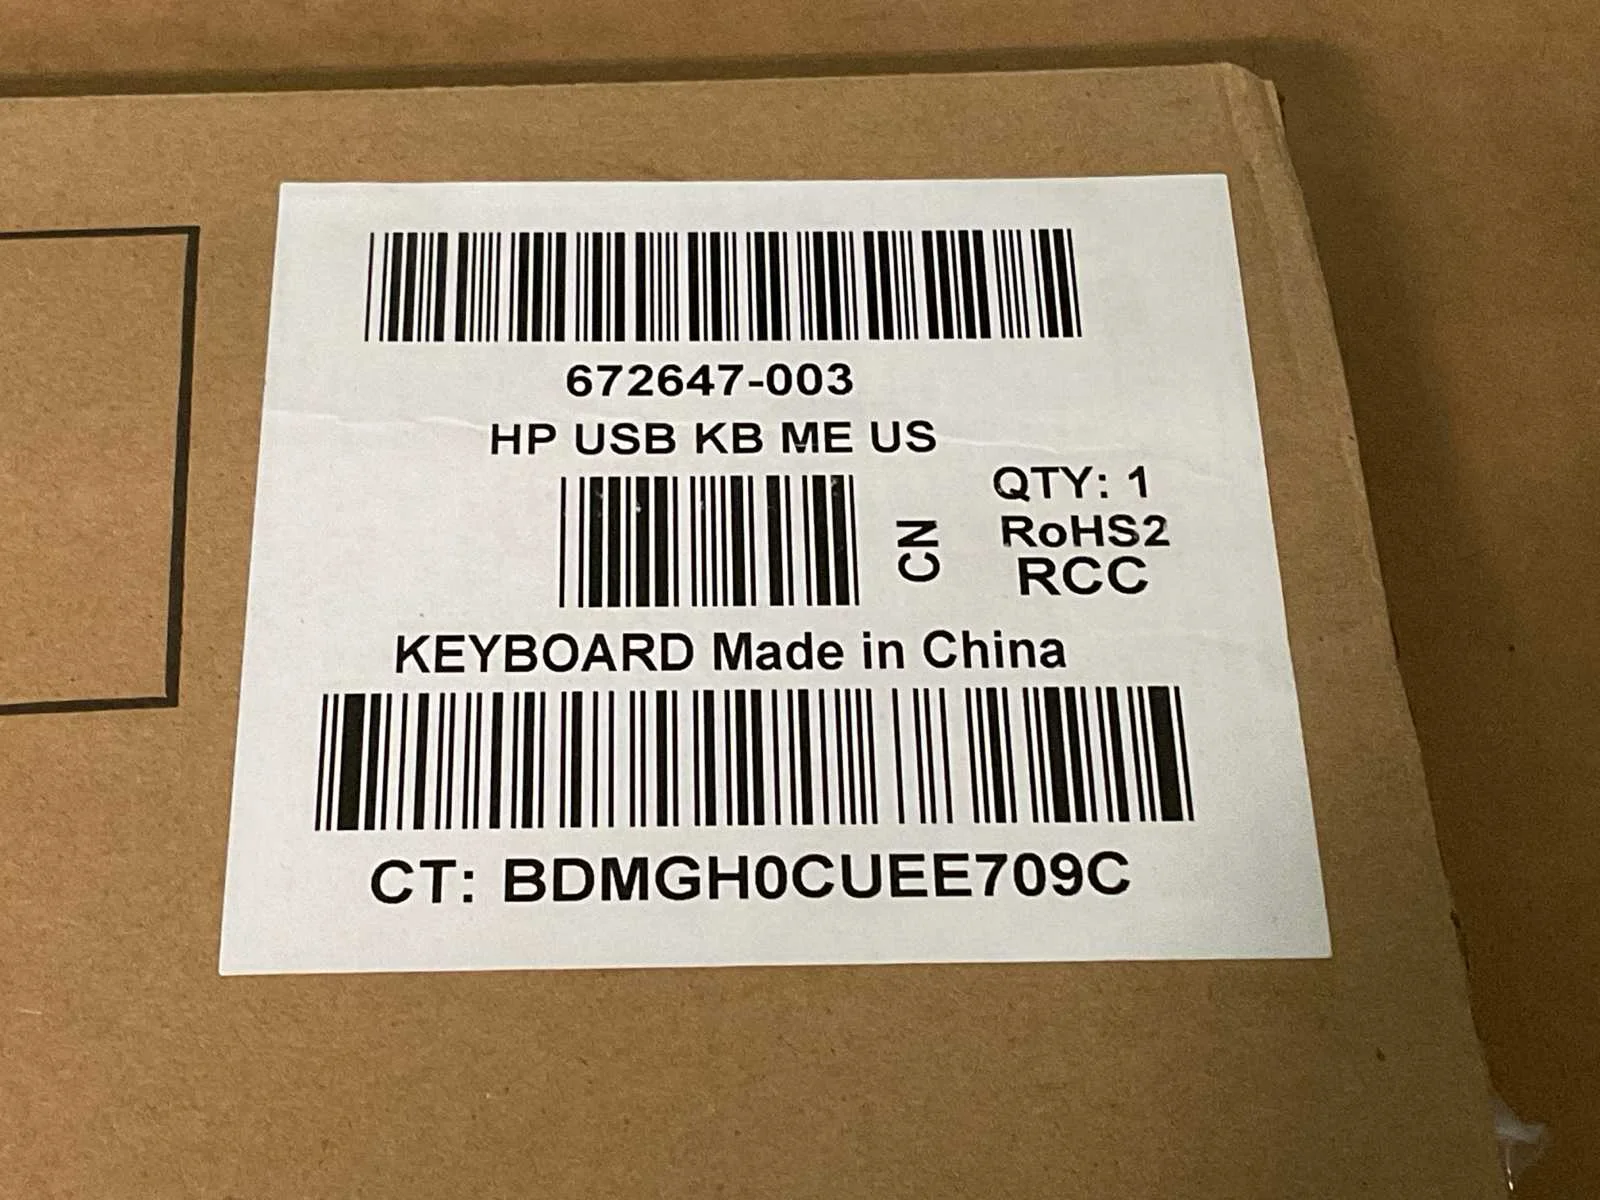 672647-003
HP USB KB ME US
CN
QTY: 1
RoHS2
RCC
KEYBOARD Made in China
CT: BDMGH0CUEE709C